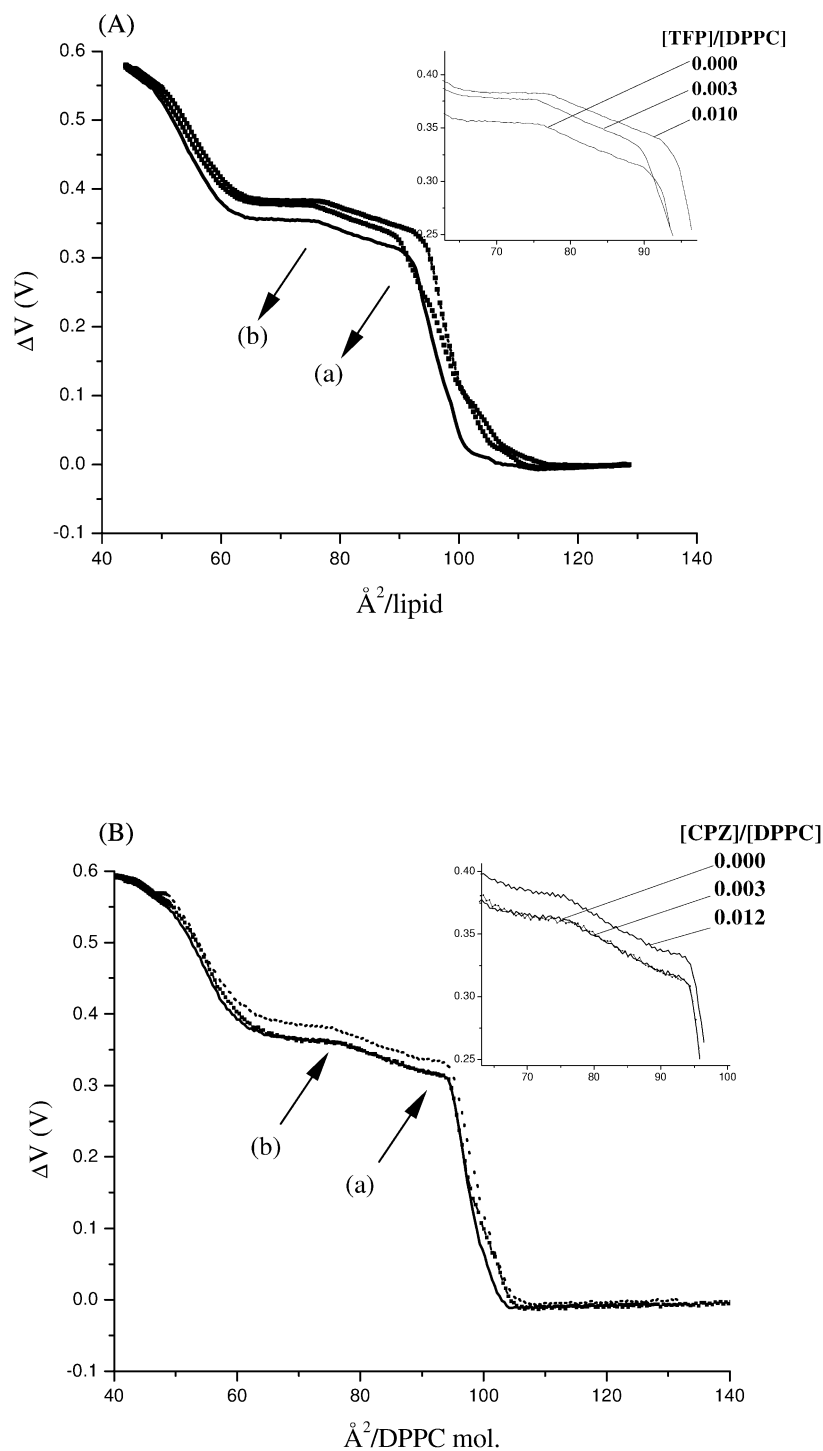 (A)
[TFP]/[DPPC]
0.000
0.003
0.010
0.40
0.35
0.30
0.25
70 80 90
0.6
0.5
0.4
0.3
0.2
0.1
0.0
-0.1
ΔV (V)
(b)
(a)
40 60 80 100 120 140
Å²/lipid
(B)
[CPZ]/[DPPC]
0.000
0.003
0.012
0.40
0.35
0.30
0.25
70 80 90 100
0.6
0.5
0.4
0.3
0.2
0.1
0.0
-0.1
ΔV (V)
(b)
(a)
40 60 80 100 120 140
Å²/DPPC mol.